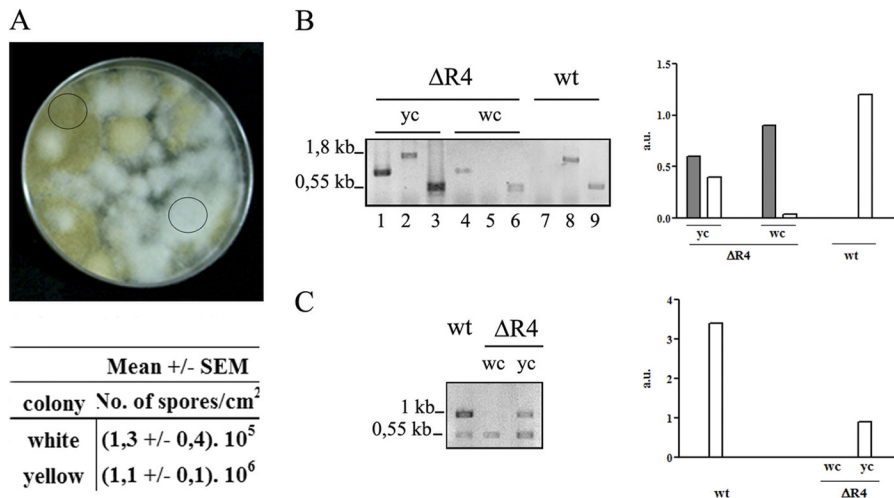 A
Mean +/- SEM
colony No. of spores/cm²
white (1,3 +/- 0,4). 10⁵
yellow (1,1 +/- 0,1). 10⁶
B
ΔR4 wt
yc wc
1,8 kb
0,55 kb
1 2 3 4 5 6 7 8 9
1.5
1.0
0.5
0.0
a.u.
yc wc
ΔR4 wt
C
wt ΔR4
wc yc
1 kb
0,55 kb
4
3
2
1
0
a.u.
wc yc
wt ΔR4